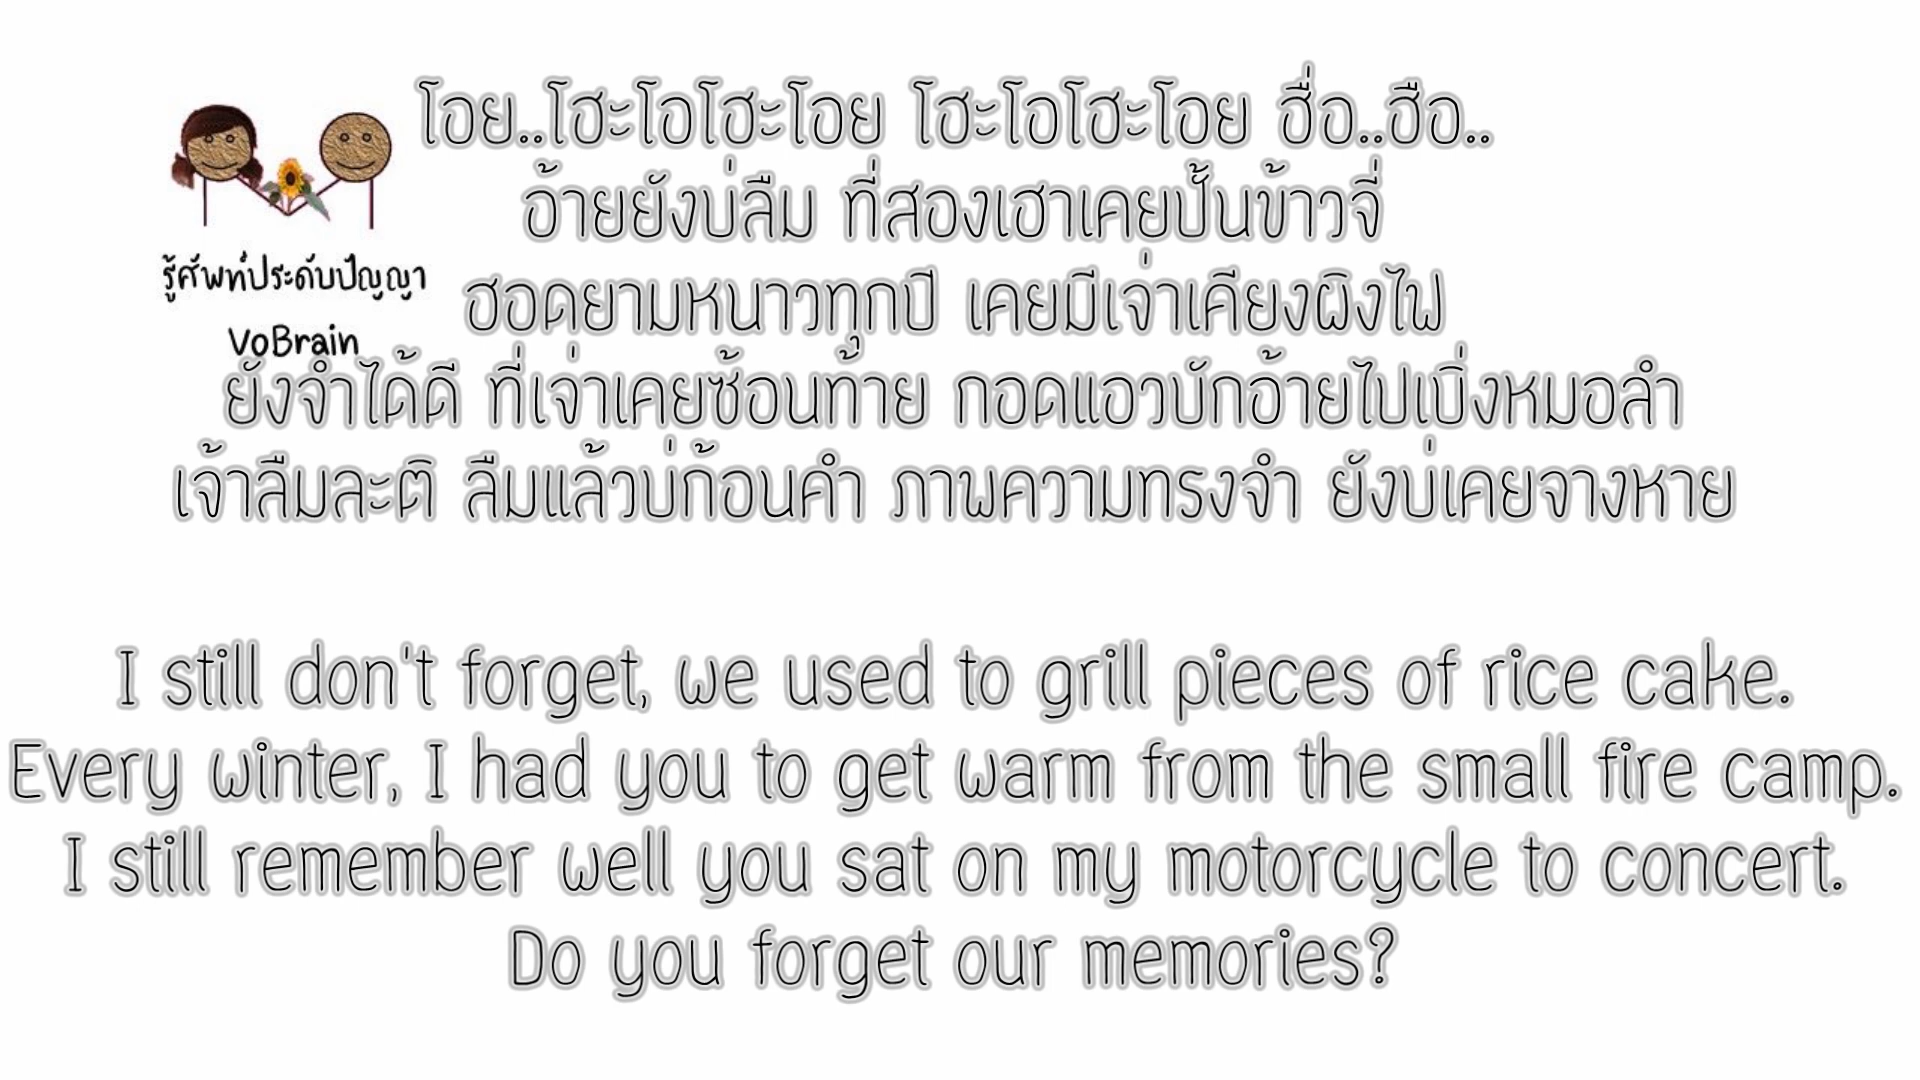 โอย..โฮะโอโฮะโอย โฮะโอโฮะโอย ฮื่อ..ฮือ..
อ้ายยังบ่ลืม ที่สองเฮาเคยปั้นข้าวจี่
รู้ศัพท์ประดับปัญญา
ฮอดยามหนาวทุกปี เคยมีเจ่าเคียงผิงไฟ
VoBrain
ยังจำได้ดี ที่เจ่าเคยซ้อนท้าย กอดแอวบักอ้ายไปเบิ่งหมอลำ
เจ้าลืมละติ ลืมแล้วบ่ก้อนคำ ภาพความทรงจำ ยังบ่เคยจางหาย
I still don't forget, we used to grill pieces of rice cake.
Every winter, I had you to get warm from the small fire camp.
I still remember well you sat on my motorcycle to concert.
Do you forget our memories?